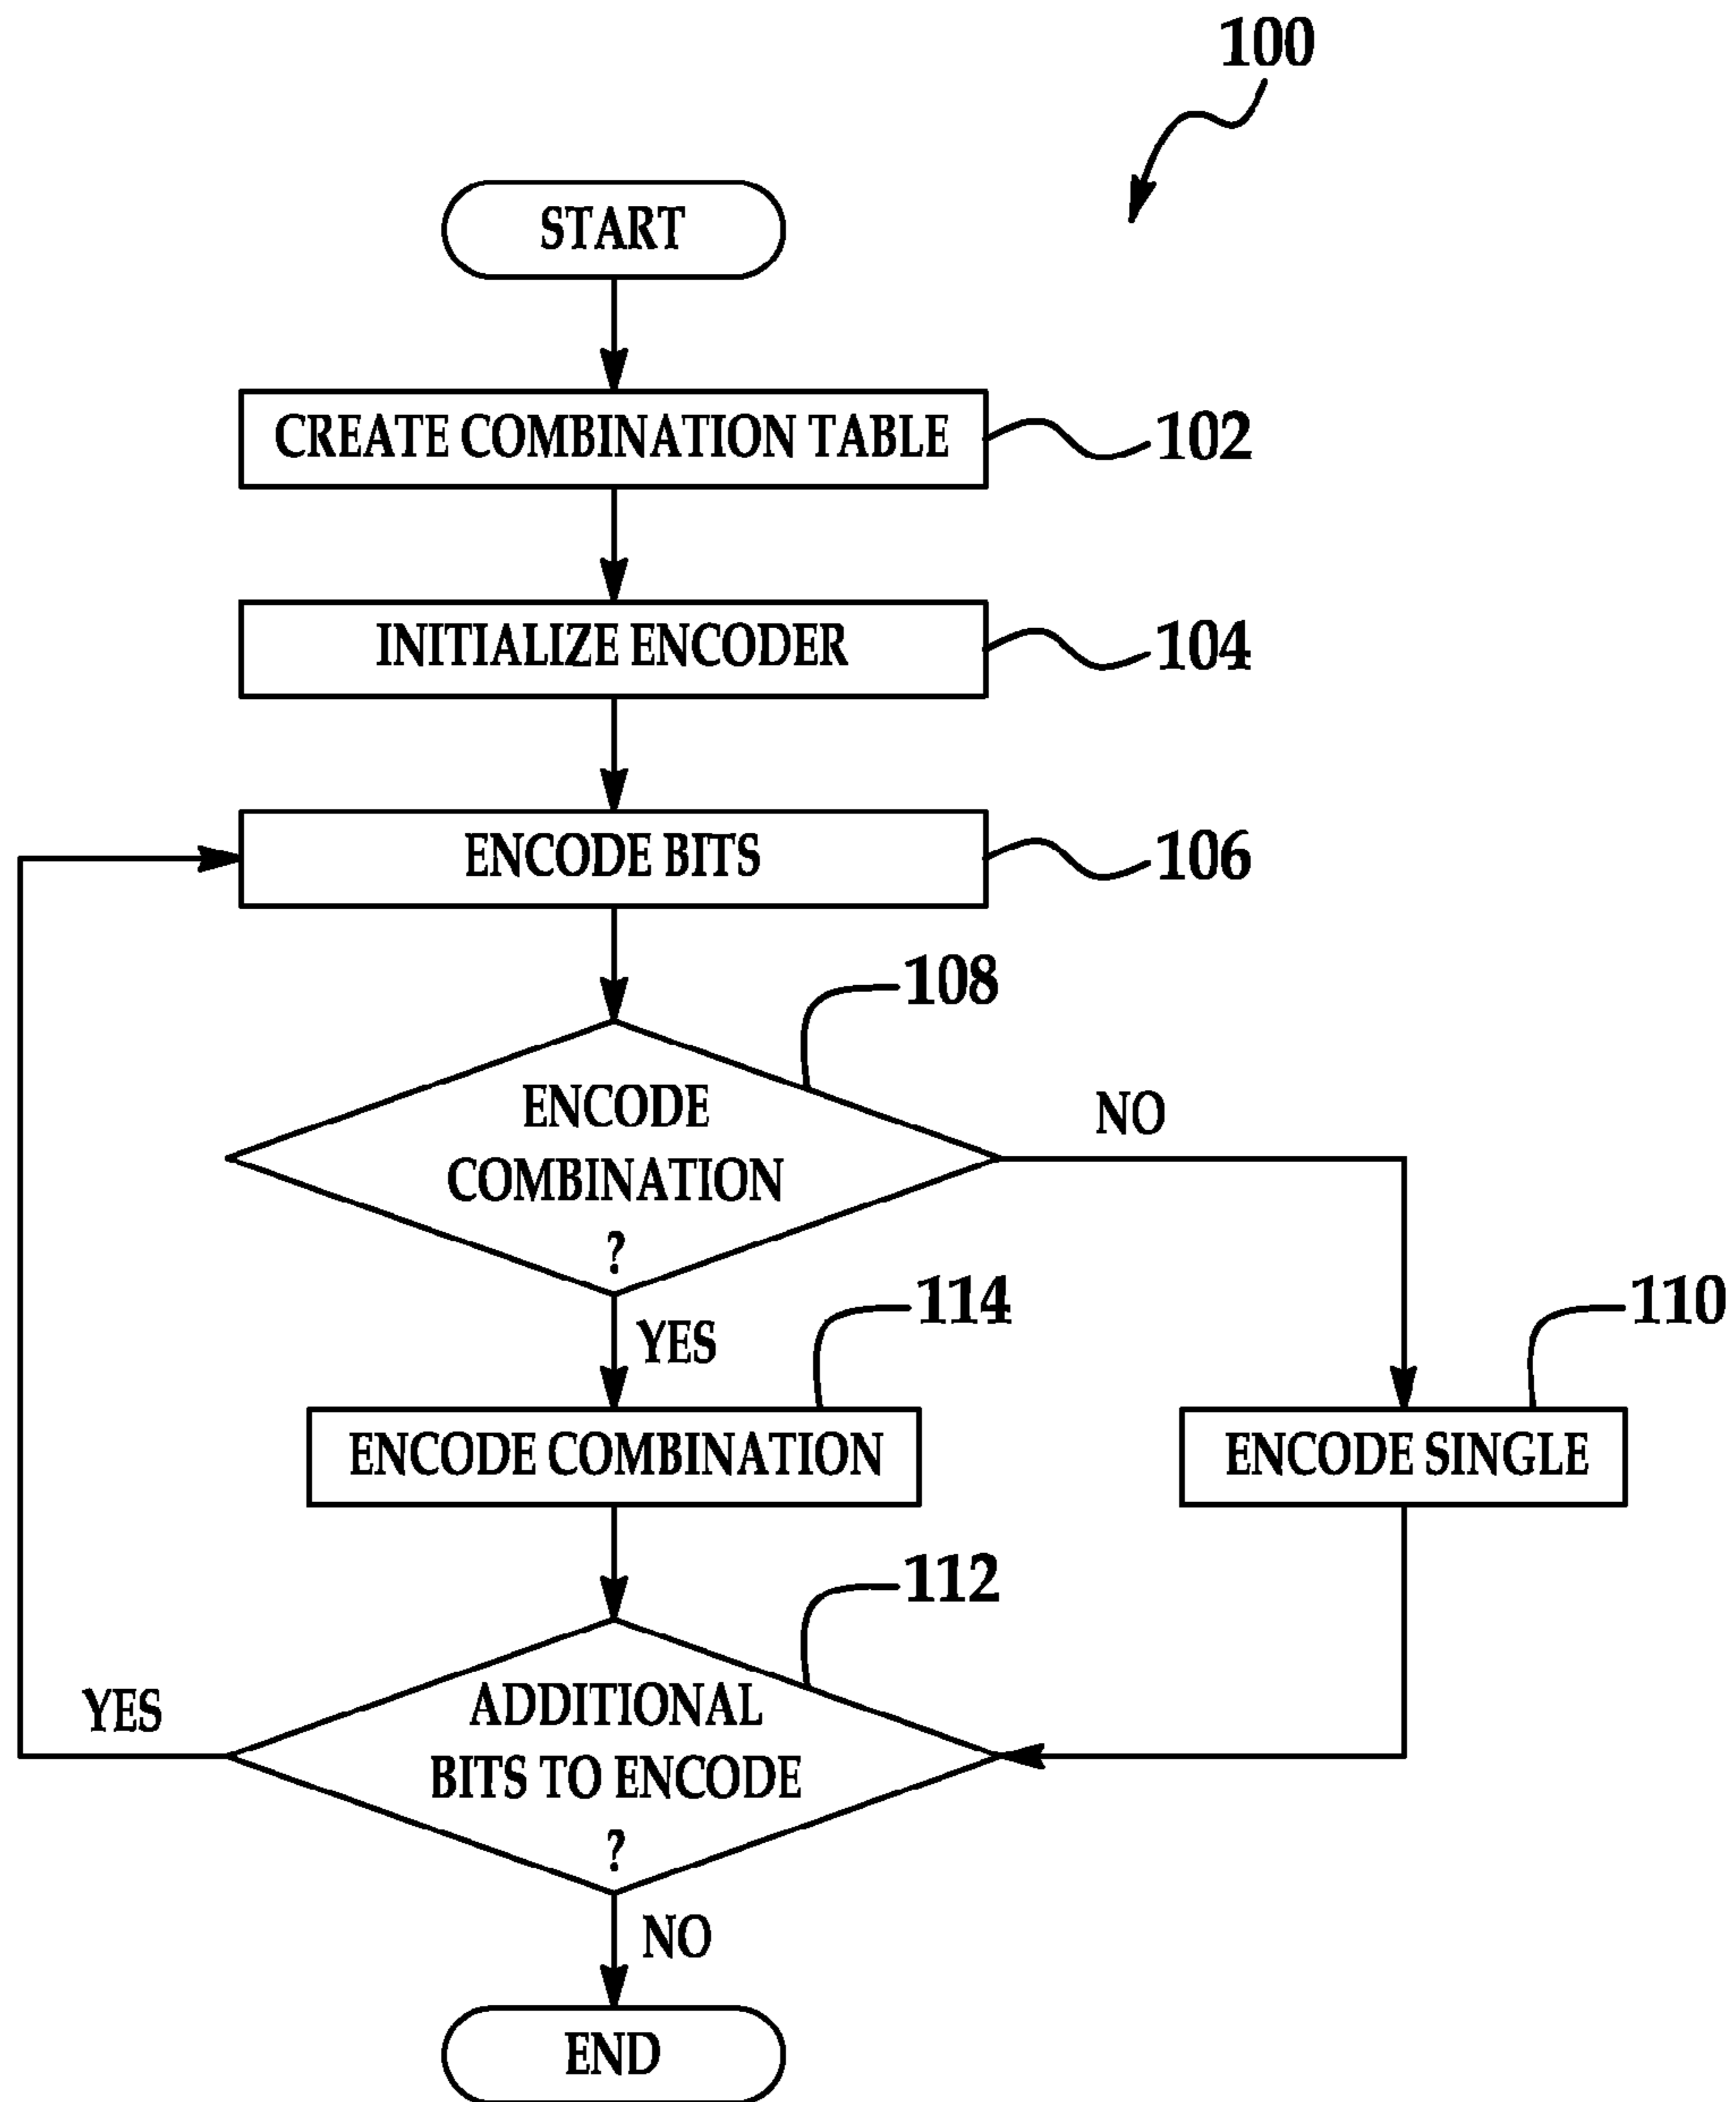 100
START
CREATE COMBINATION TABLE
102
INITIALIZE ENCODER
104
ENCODE BITS
106
108
ENCODE
COMBINATION
?
NO
YES
114
110
ENCODE COMBINATION
ENCODE SINGLE
112
ADDITIONAL
BITS TO ENCODE
?
YES
NO
END